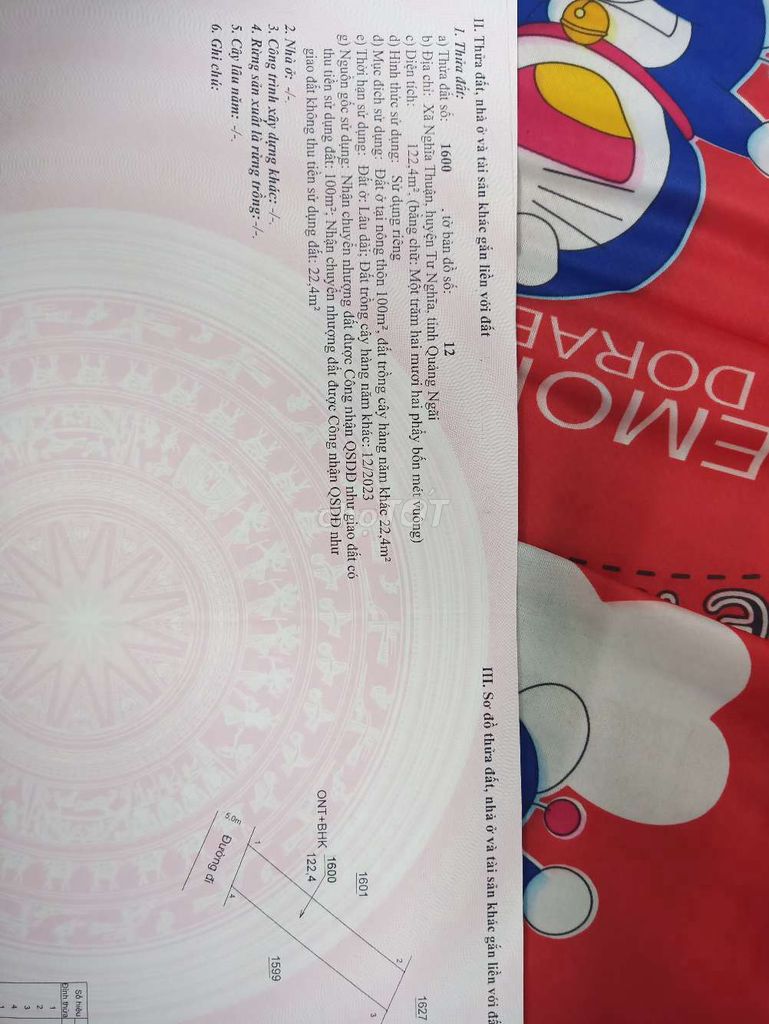 II. Thửa đất, nhà ở và tài sản khác gắn liền với đất
1. Thửa đất:
a) Thửa đất số: 1600 , tờ bản đồ số: 12
b) Địa chỉ: Xã Nghĩa Thuận, huyện Tư Nghĩa, tỉnh Quảng Ngãi
c) Diện tích: 122,4m², (bằng chữ: Một trăm hai mươi hai phẩy bốn mét vuông)
d) Hình thức sử dụng: Sử dụng riêng
đ) Mục đích sử dụng: Đất ở tại nông thôn 100m², đất trồng cây hàng năm khác 22,4m²
e) Thời hạn sử dụng: Đất ở: Lâu dài; Đất trồng cây hàng năm khác: 12/2023
g) Nguồn gốc sử dụng: Nhận chuyển nhượng đất được Công nhận QSDĐ như giao đất có
thu tiền sử dụng đất: 100m²; Nhận chuyển nhượng đất được Công nhận QSDĐ như
giao đất không thu tiền sử dụng đất: 22,4m²
2. Nhà ở: -/-.
3. Công trình xây dựng khác: -/-.
4. Rừng sản xuất là rừng trồng: -/-.
5. Cây lâu năm: -/-.
6. Ghi chú:
III. Sơ đồ thửa đất, nhà ở và tài sản khác gắn liền với đấ
1627
1601
2
3
ONT+BHK 1600
122,4
1
4
1599
5.0m
Đường đi
Số hiệu
Đỉnh thửa
1
2
3
4
1
chợ TỐT
DORAE
EMO